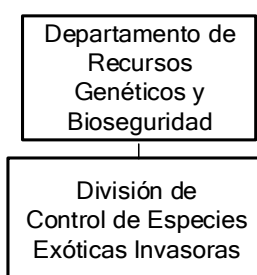 Departamento de
Recursos
Genéticos y
Bioseguridad
División de
Control de Especies
Exóticas Invasoras